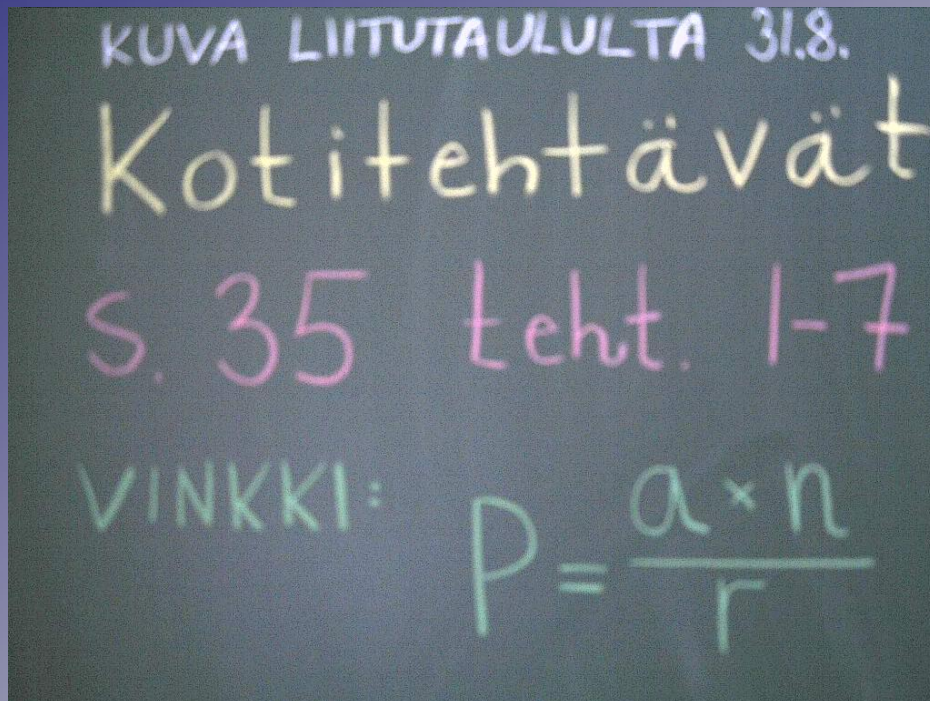 KUVA LIITUTAULULTA 31.8.
Kotitehtävät
s. 35 teht. 1-7
VINKKI: P = a × n / r